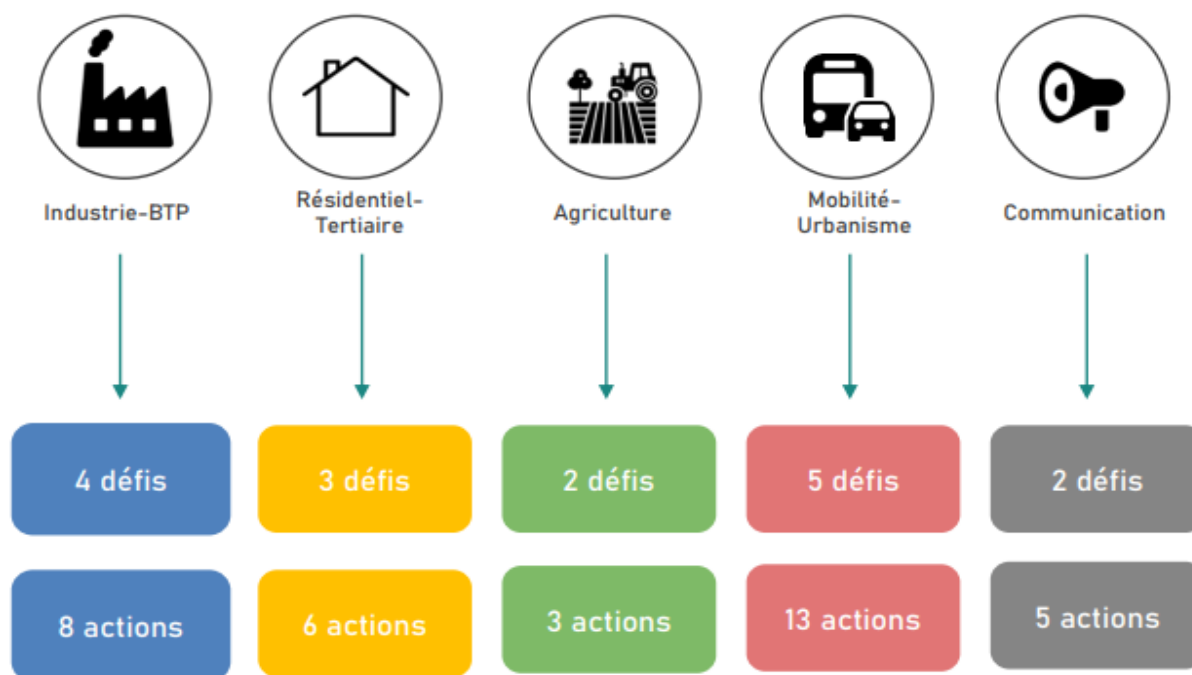 Industrie-BTP
Résidentiel-
Tertiaire
Agriculture
Mobilité-
Urbanisme
Communication
4 défis
3 défis
2 défis
5 défis
2 défis
8 actions
6 actions
3 actions
13 actions
5 actions